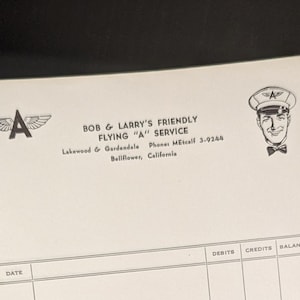 A
BOB & LARRY'S FRIENDLY
FLYING "A" SERVICE
Lakewood & Gardendale Phone: MEtcalf 3-9244
Bellflower, California
A
DATE DEBITS CREDITS BALAN